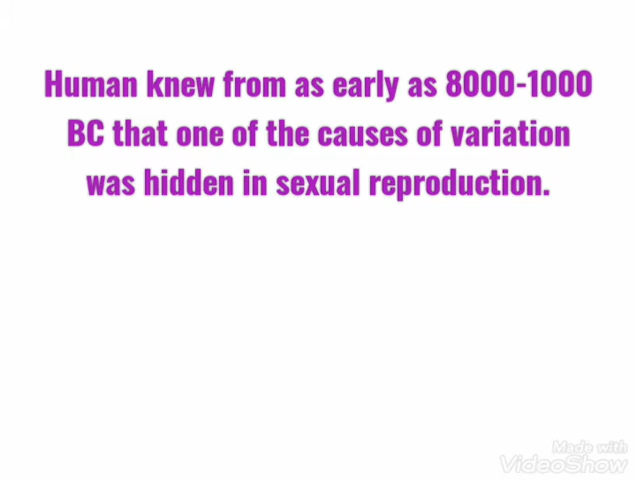 Human knew from as early as 8000-1000
BC that one of the causes of variation
was hidden in sexual reproduction.
Made with
VideoShow